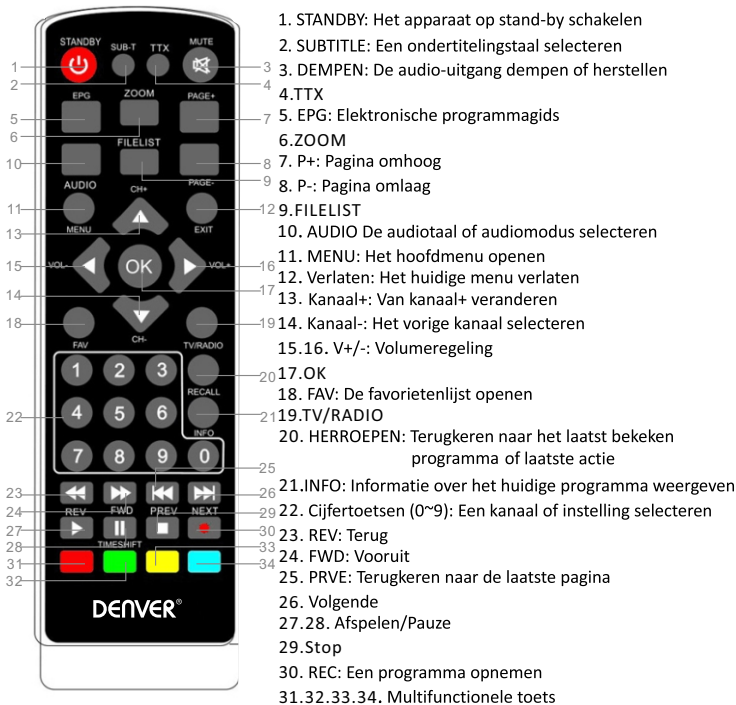 STANDBY
SUB-T
TTX
MUTE
1
2
3
4
EPG
ZOOM
PAGE+
5
6
7
FILELIST
10
8
9
AUDIO
CH+
PAGE-
11
12
MENU
EXIT
13
VOL-
OK
VOL+
15
16
17
14
18
19
FAV
CH-
TV/RADIO
1 2 3
20
RECALL
4 5 6
22
21
INFO
7 8 9 0
25
23
26
24
REV FWD PREV NEXT
29
27
30
28
TIMESHIFT
33
31
34
32
DENVER®
1. STANDBY: Het apparaat op stand-by schakelen
2. SUBTITLE: Een ondertitelingstaal selecteren
3. DEMPEN: De audio-uitgang dempen of herstellen
4.TTX
5. EPG: Elektronische programmagids
6.ZOOM
7. P+: Pagina omhoog
8. P-: Pagina omlaag
9.FILELIST
10. AUDIO De audiotaal of audiomodus selecteren
11. MENU: Het hoofdmenu openen
12. Verlaten: Het huidige menu verlaten
13. Kanaal+: Van kanaal+ veranderen
14. Kanaal-: Het vorige kanaal selecteren
15.16. V+/-: Volumeregeling
17.OK
18. FAV: De favorietenlijst openen
19.TV/RADIO
20. HERROEPEN: Terugkeren naar het laatst bekeken
programma of laatste actie
21.INFO: Informatie over het huidige programma weergeven
22. Cijfertoetsen (0~9): Een kanaal of instelling selecteren
23. REV: Terug
24. FWD: Vooruit
25. PRVE: Terugkeren naar de laatste pagina
26. Volgende
27.28. Afspelen/Pauze
29.Stop
30. REC: Een programma opnemen
31.32.33.34. Multifunctionele toets